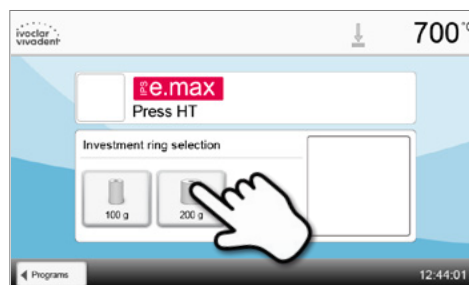 ivoclar
vivadent
700 °C
IPS e.max
Press HT
Investment ring selection
100 g
200 g
Programs
12:44:01